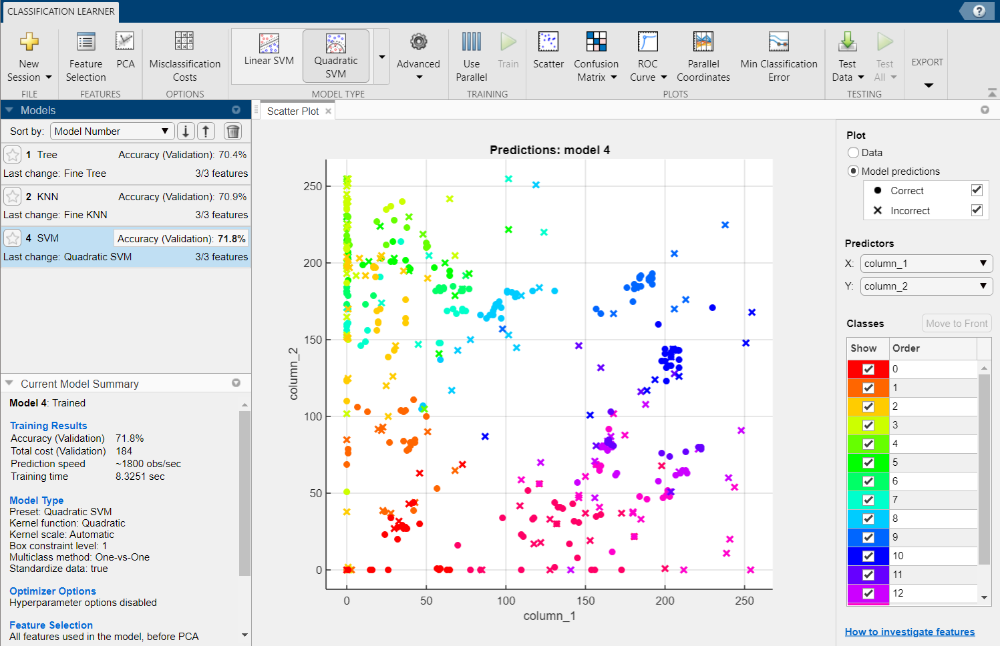 CLASSIFICATION LEARNER
?
New Session
Feature Selection
PCA
Misclassification Costs
Linear SVM
Quadratic SVM
Advanced
Use Parallel
Train
Scatter
Confusion Matrix
ROC Curve
Parallel Coordinates
Min Classification Error
Test Data
Test All
EXPORT
FILE
FEATURES
OPTIONS
MODEL TYPE
TRAINING
PLOTS
TESTING
Models
Sort by: Model Number
1 Tree Accuracy (Validation): 70.4%
Last change: Fine Tree 3/3 features
2 KNN Accuracy (Validation): 70.9%
Last change: Fine KNN 3/3 features
4 SVM Accuracy (Validation): 71.8%
Last change: Quadratic SVM 3/3 features
Current Model Summary
Model 4: Trained
Training Results
Accuracy (Validation) 71.8%
Total cost (Validation) 184
Prediction speed ~1800 obs/sec
Training time 8.3251 sec
Model Type
Preset: Quadratic SVM
Kernel function: Quadratic
Kernel scale: Automatic
Box constraint level: 1
Multiclass method: One-vs-One
Standardize data: true
Optimizer Options
Hyperparameter options disabled
Feature Selection
All features used in the model, before PCA
Scatter Plot
Predictions: model 4
250
200
150
100
50
0
column_2
0 50 100 150 200 250
column_1
Plot
Data
Model predictions
Correct
Incorrect
Predictors
X: column_1
Y: column_2
Classes Move to Front
Show Order
0
1
2
3
4
5
6
7
8
9
10
11
12
How to investigate features